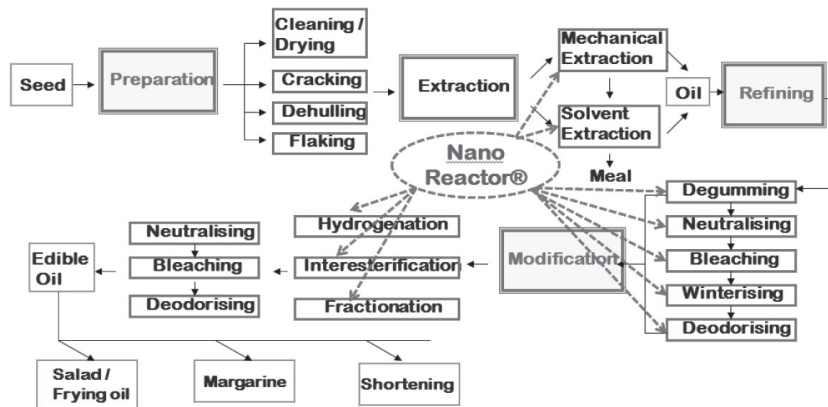 Seed
Preparation
Cleaning /
Drying
Cracking
Dehulling
Flaking
Extraction
Mechanical
Extraction
Solvent
Extraction
Meal
Oil
Refining
Nano
Reactor®
Degumming
Neutralising
Bleaching
Winterising
Deodorising
Modification
Hydrogenation
Interesterification
Fractionation
Neutralising
Bleaching
Deodorising
Edible
Oil
Salad /
Frying oil
Margarine
Shortening